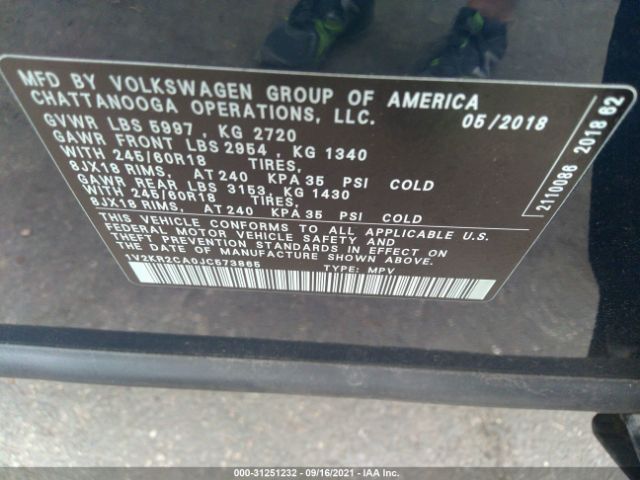 MFD BY VOLKSWAGEN GROUP OF AMERICA
CHATTANOOGA OPERATIONS, LLC.
05/2018
GVWR LBS 5997 , KG 2720
GAWR FRONT LBS 2954 , KG 1340
WITH 245/60R18 TIRES,
8JX18 RIMS, AT 240 KPA 35 PSI COLD
GAWR REAR LBS 3153, KG 1430
WITH 245/60R18 TIRES,
8JX18 RIMS, AT 240 KPA 35 PSI COLD
THIS VEHICLE CONFORMS TO ALL APPLICABLE U.S.
FEDERAL MOTOR VEHICLE SAFETY AND
THEFT PREVENTION STANDARDS IN EFFECT ON
THE DATE OF MANUFACTURE SHOWN ABOVE.
1V2KR2CA0JC573865 TYPE: MPV
2110086 2018 62
000-31251232 - 09/16/2021 - IAA Inc.